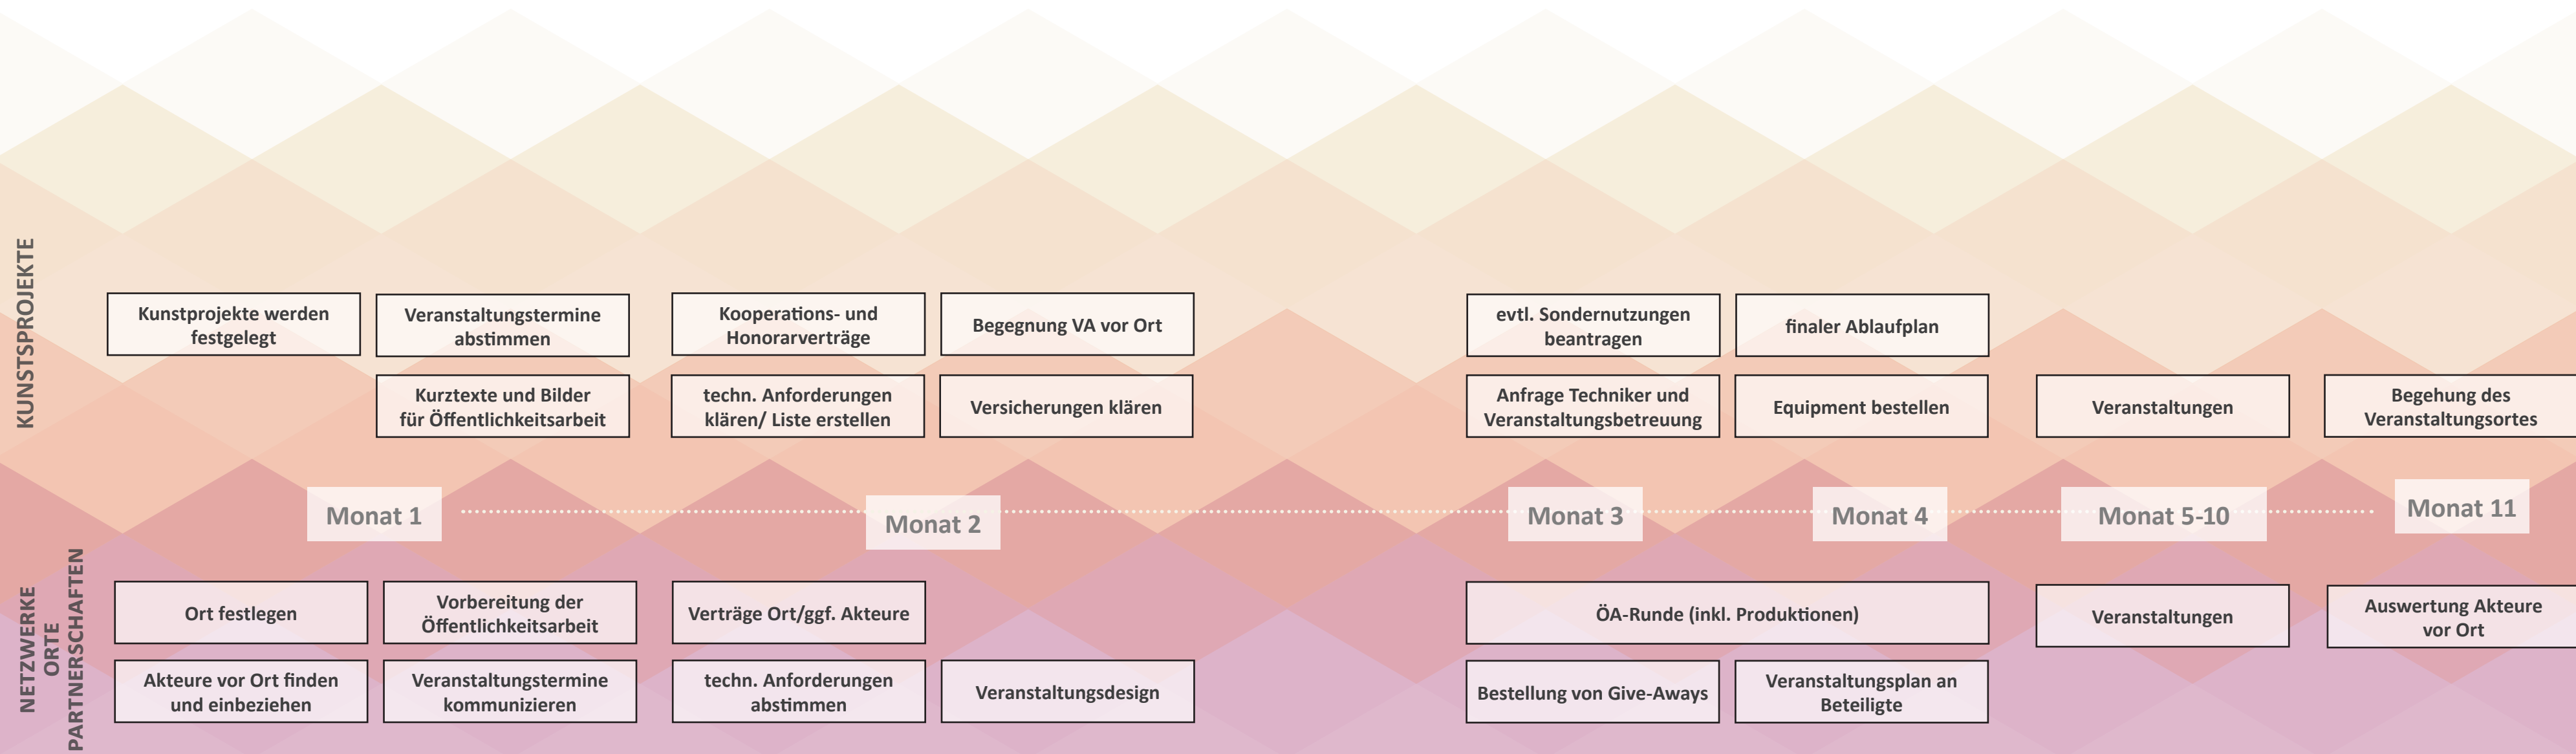 KUNSTSPROJEKTE
Kunstprojekte werden
festgelegt
Veranstaltungstermine
abstimmen
Kooperations- und
Honorarverträge
Begegnung VA vor Ort
evtl. Sondernutzungen
beantragen
finaler Ablaufplan
Kurztexte und Bilder
für Öffentlichkeitsarbeit
techn. Anforderungen
klären/ Liste erstellen
Versicherungen klären
Anfrage Techniker und
Veranstaltungsbetreuung
Equipment bestellen
Veranstaltungen
Begehung des
Veranstaltungsortes
Monat 1
Monat 2
Monat 3
Monat 4
Monat 5-10
Monat 11
NETZWERKE
ORTE
PARTNERSCHAFTEN
Ort festlegen
Vorbereitung der
Öffentlichkeitsarbeit
Verträge Ort/ggf. Akteure
ÖA-Runde (inkl. Produktionen)
Veranstaltungen
Auswertung Akteure
vor Ort
Akteure vor Ort finden
und einbeziehen
Veranstaltungstermine
kommunizieren
techn. Anforderungen
abstimmen
Veranstaltungsdesign
Bestellung von Give-Aways
Veranstaltungsplan an
Beteiligte